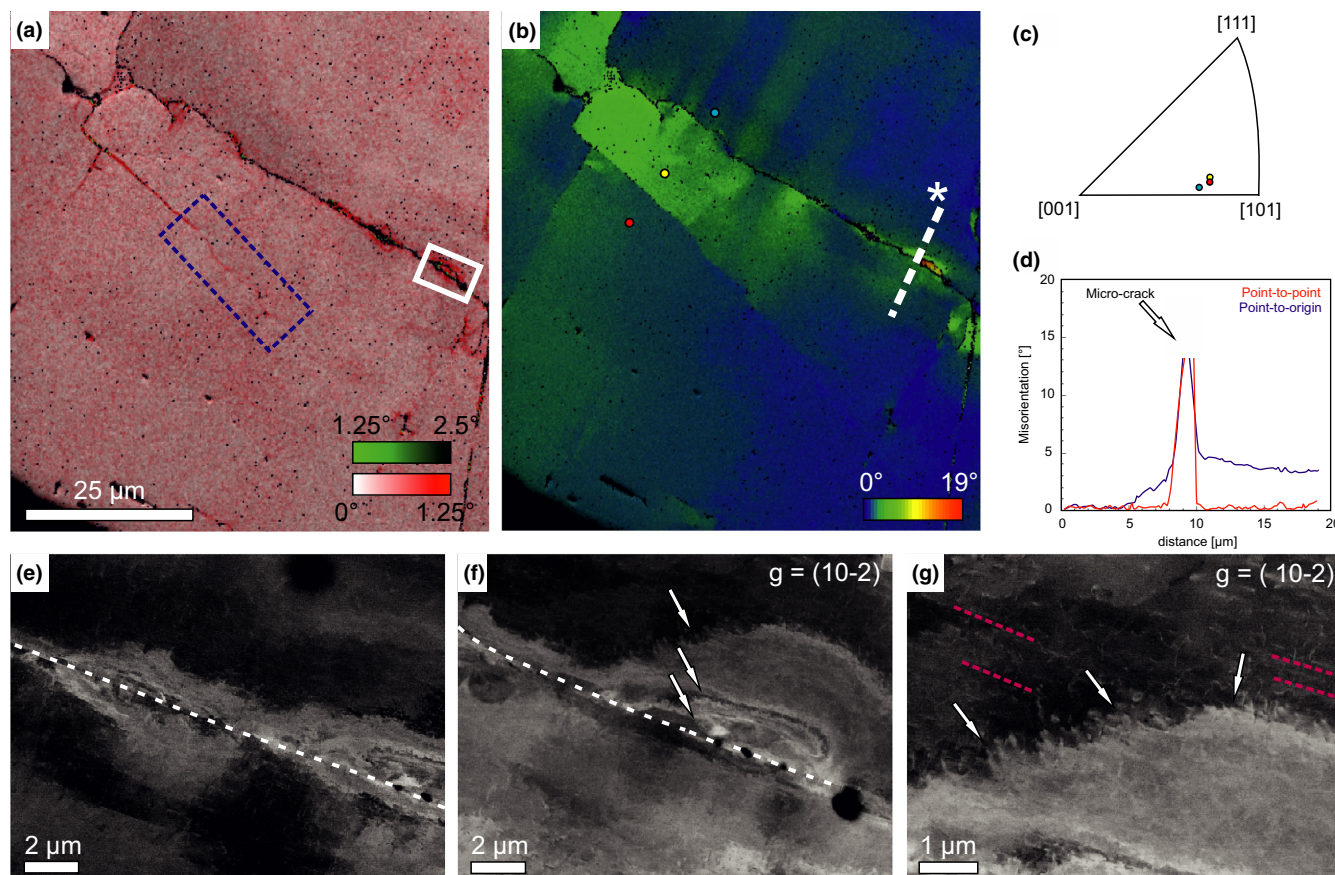 (a)
1.25° 2.5°
0° 1.25°
25 µm
(b)
*
0° 19°
(c)
[111]
[001] [101]
(d)
20
15
10
5
0
Misorientation [°]
Micro-crack
Point-to-point
Point-to-origin
0 5 10 15 20
distance [µm]
(e)
2 µm
(f)
g = (10-2)
2 µm
(g)
g = ( 10-2)
1 µm